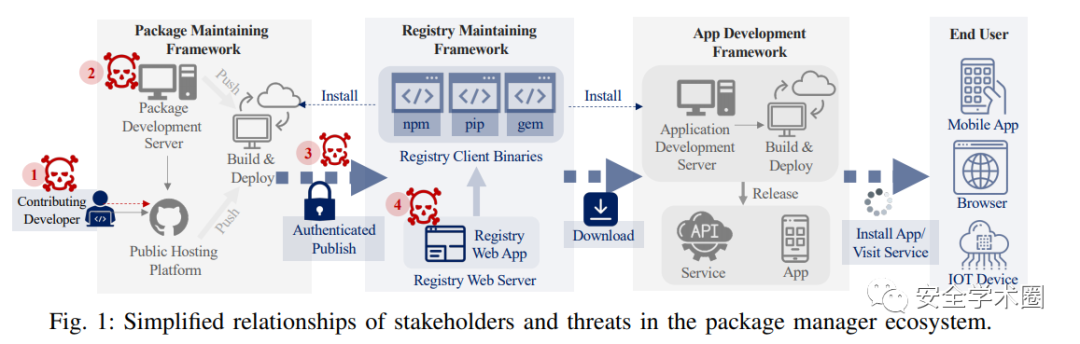 Package Maintaining
Framework
Registry Maintaining
Framework
App Development
Framework
End User
2
Push
Package
Development
Server
Build &
Deploy
1
Contributing
Developer
Push
Public Hosting
Platform
Install
3
Authenticated
Publish
npm
pip
gem
Registry Client Binaries
4
Registry
Web App
Registry Web Server
Install
Download
Application
Development
Server
Build &
Deploy
Release
API
Service
App
Install App/
Visit Service
Mobile App
Browser
IOT Device
安全学术圈
Fig. 1: Simplified relationships of stakeholders and threats in the package manager ecosystem.